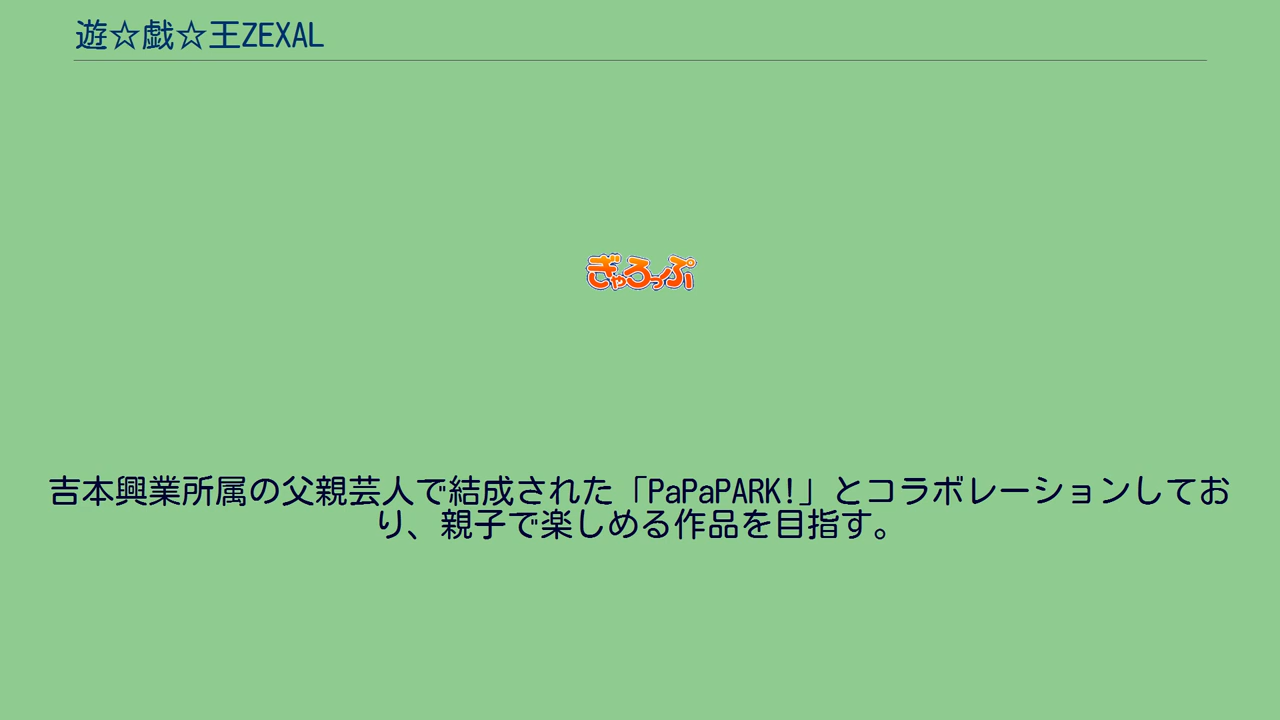 遊☆戯☆王ZEXAL
ぎゃろっぷ
吉本興業所属の父親芸人で結成された「PaPaPARK!」とコラボレーションしてお
り、親子で楽しめる作品を目指す。